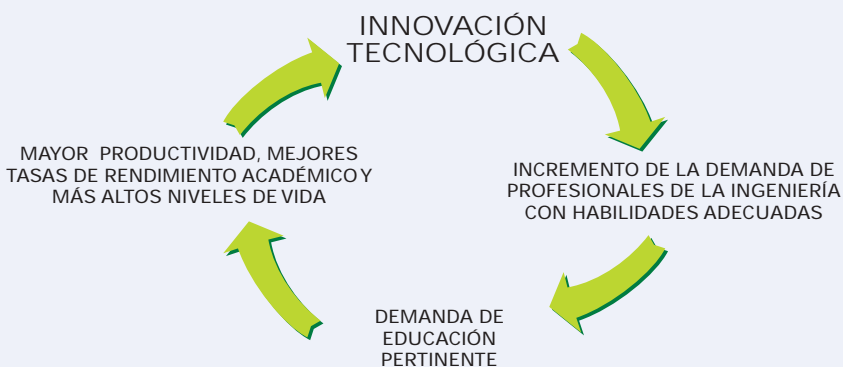 INNOVACIÓN
TECNOLÓGICA
INCREMENTO DE LA DEMANDA DE
PROFESIONALES DE LA INGENIERÍA
CON HABILIDADES ADECUADAS
DEMANDA DE
EDUCACIÓN
PERTINENTE
MAYOR PRODUCTIVIDAD, MEJORES
TASAS DE RENDIMIENTO ACADÉMICO Y
MÁS ALTOS NIVELES DE VIDA